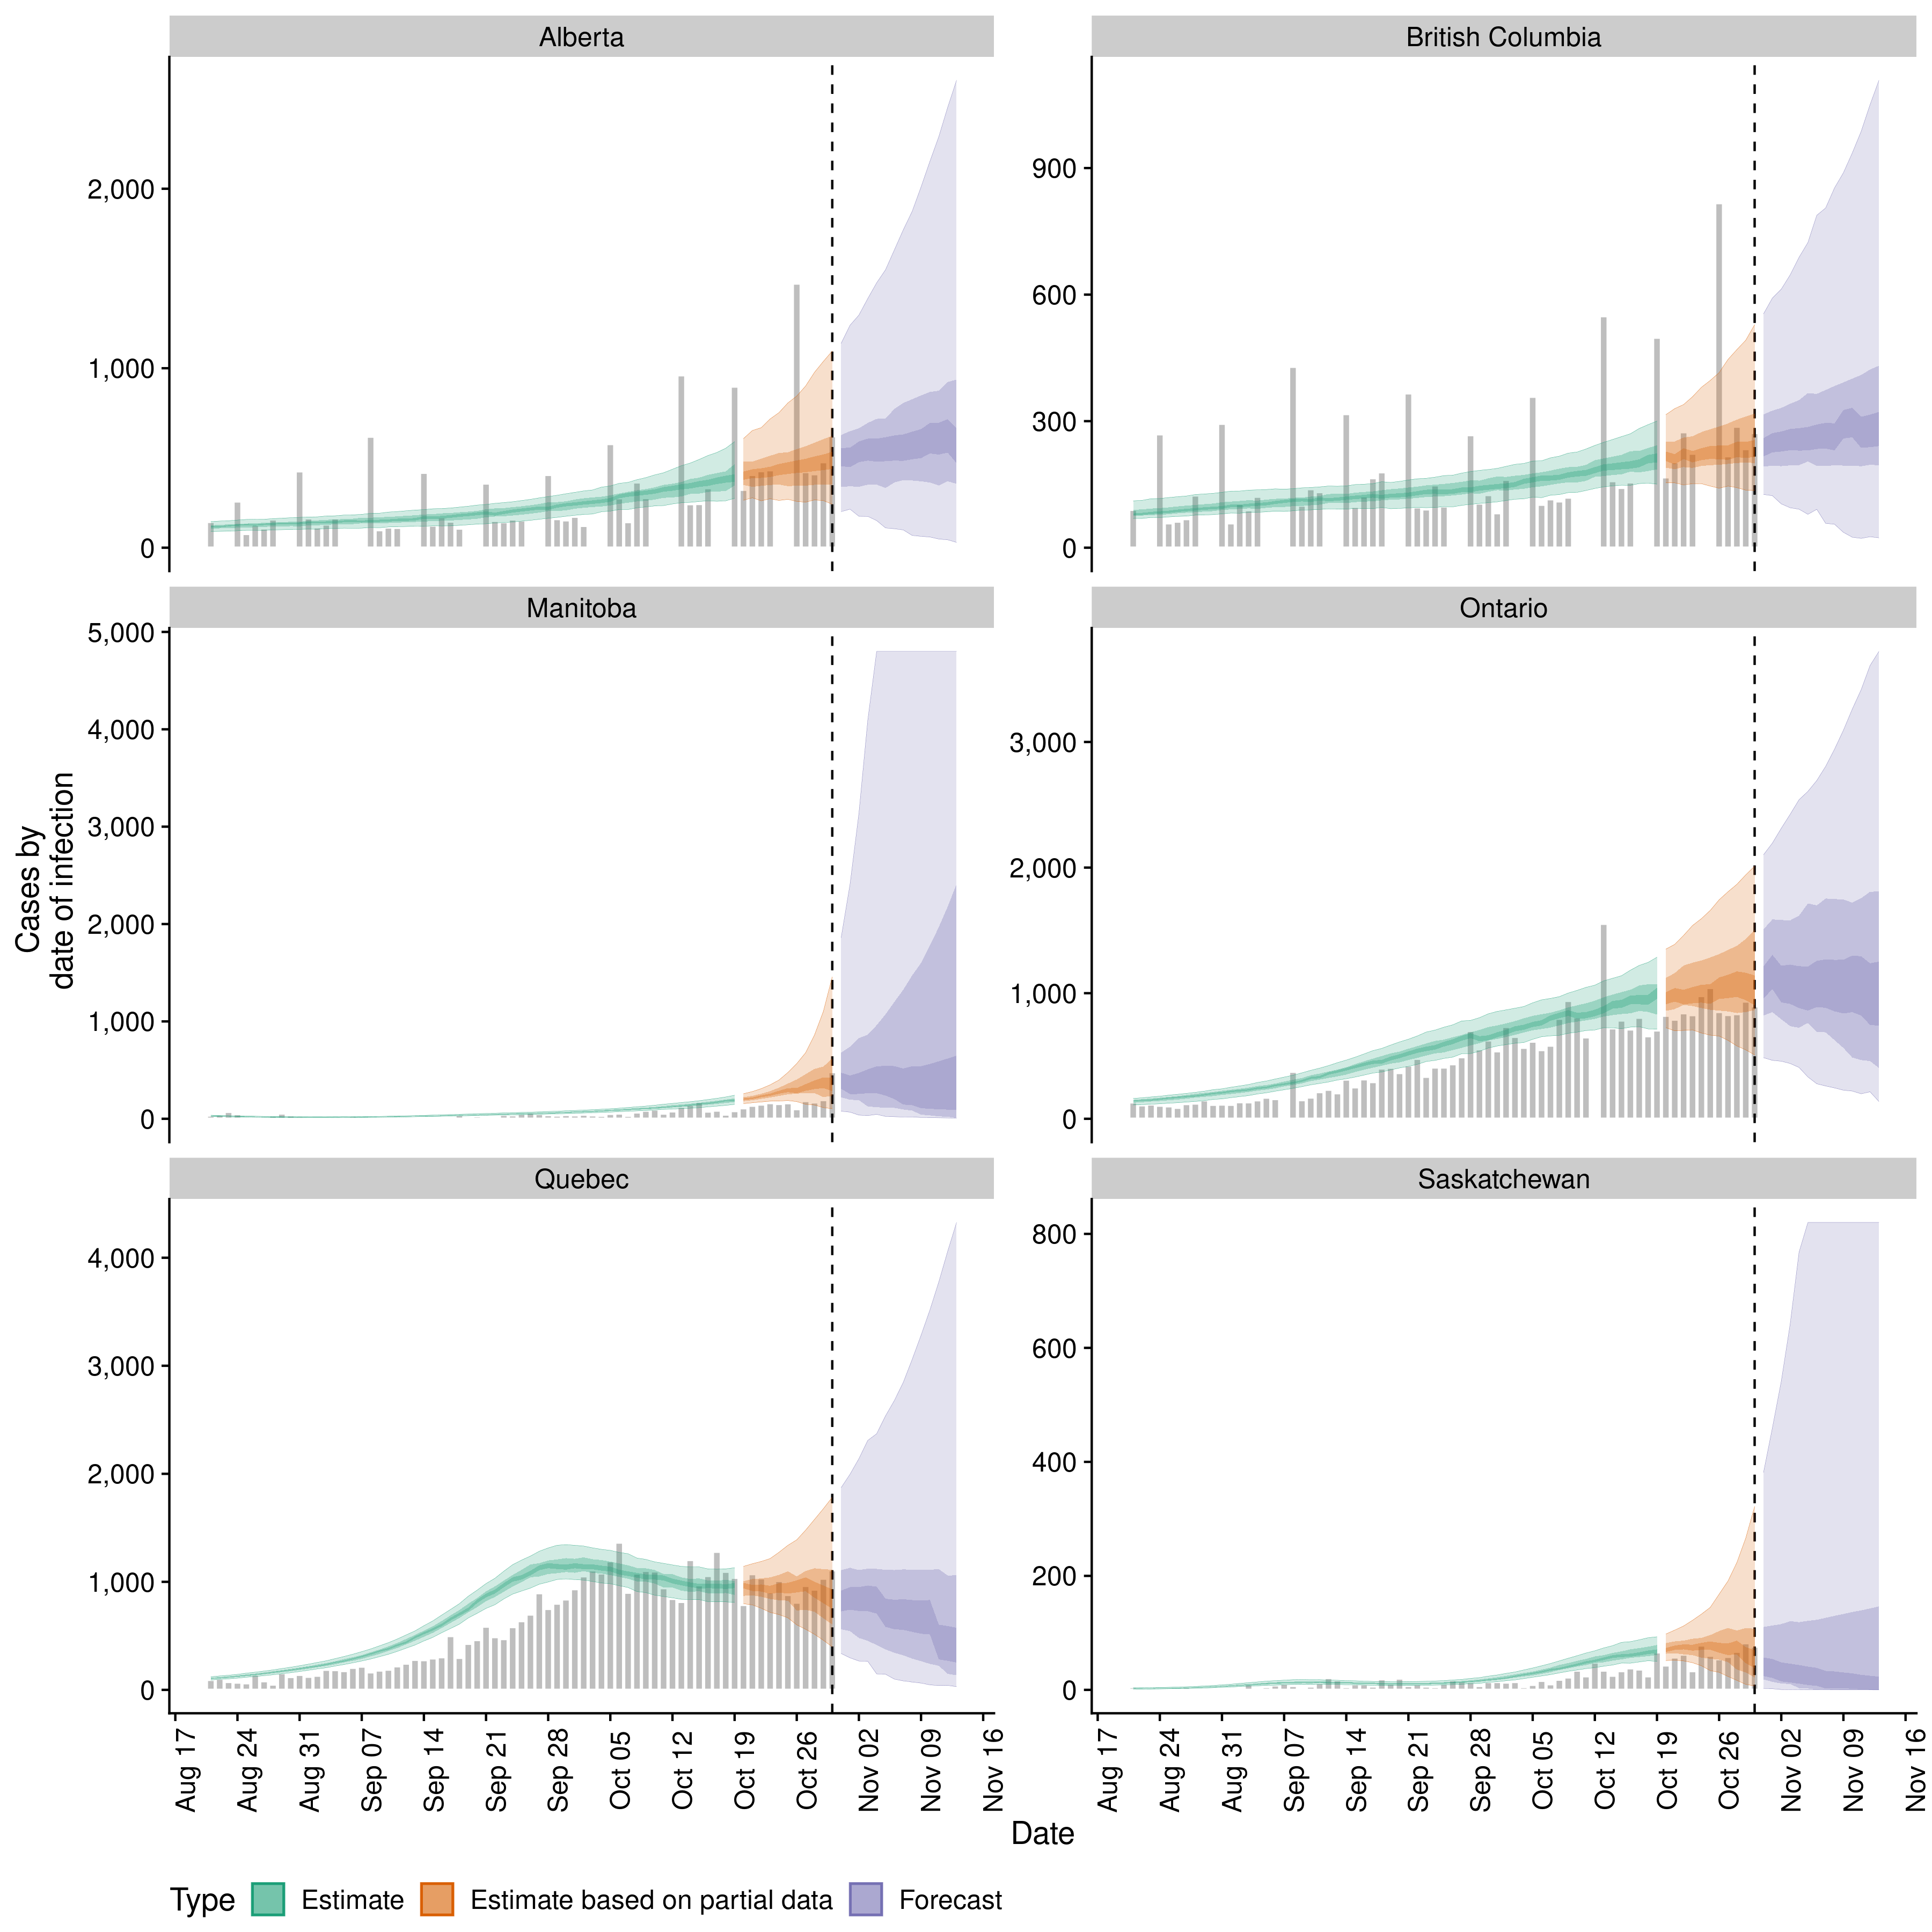 Alberta
British Columbia
2,000
1,000
0
900
600
300
0
Manitoba
Ontario
5,000
4,000
3,000
2,000
1,000
0
3,000
2,000
1,000
0
Quebec
Saskatchewan
4,000
3,000
2,000
1,000
0
800
600
400
200
0
Cases by
date of infection
Aug 17 Aug 24 Aug 31 Sep 07 Sep 14 Sep 21 Sep 28 Oct 05 Oct 12 Oct 19 Oct 26 Nov 02 Nov 09 Nov 16
Aug 17 Aug 24 Aug 31 Sep 07 Sep 14 Sep 21 Sep 28 Oct 05 Oct 12 Oct 19 Oct 26 Nov 02 Nov 09 Nov 16
Date
Type Estimate Estimate based on partial data Forecast